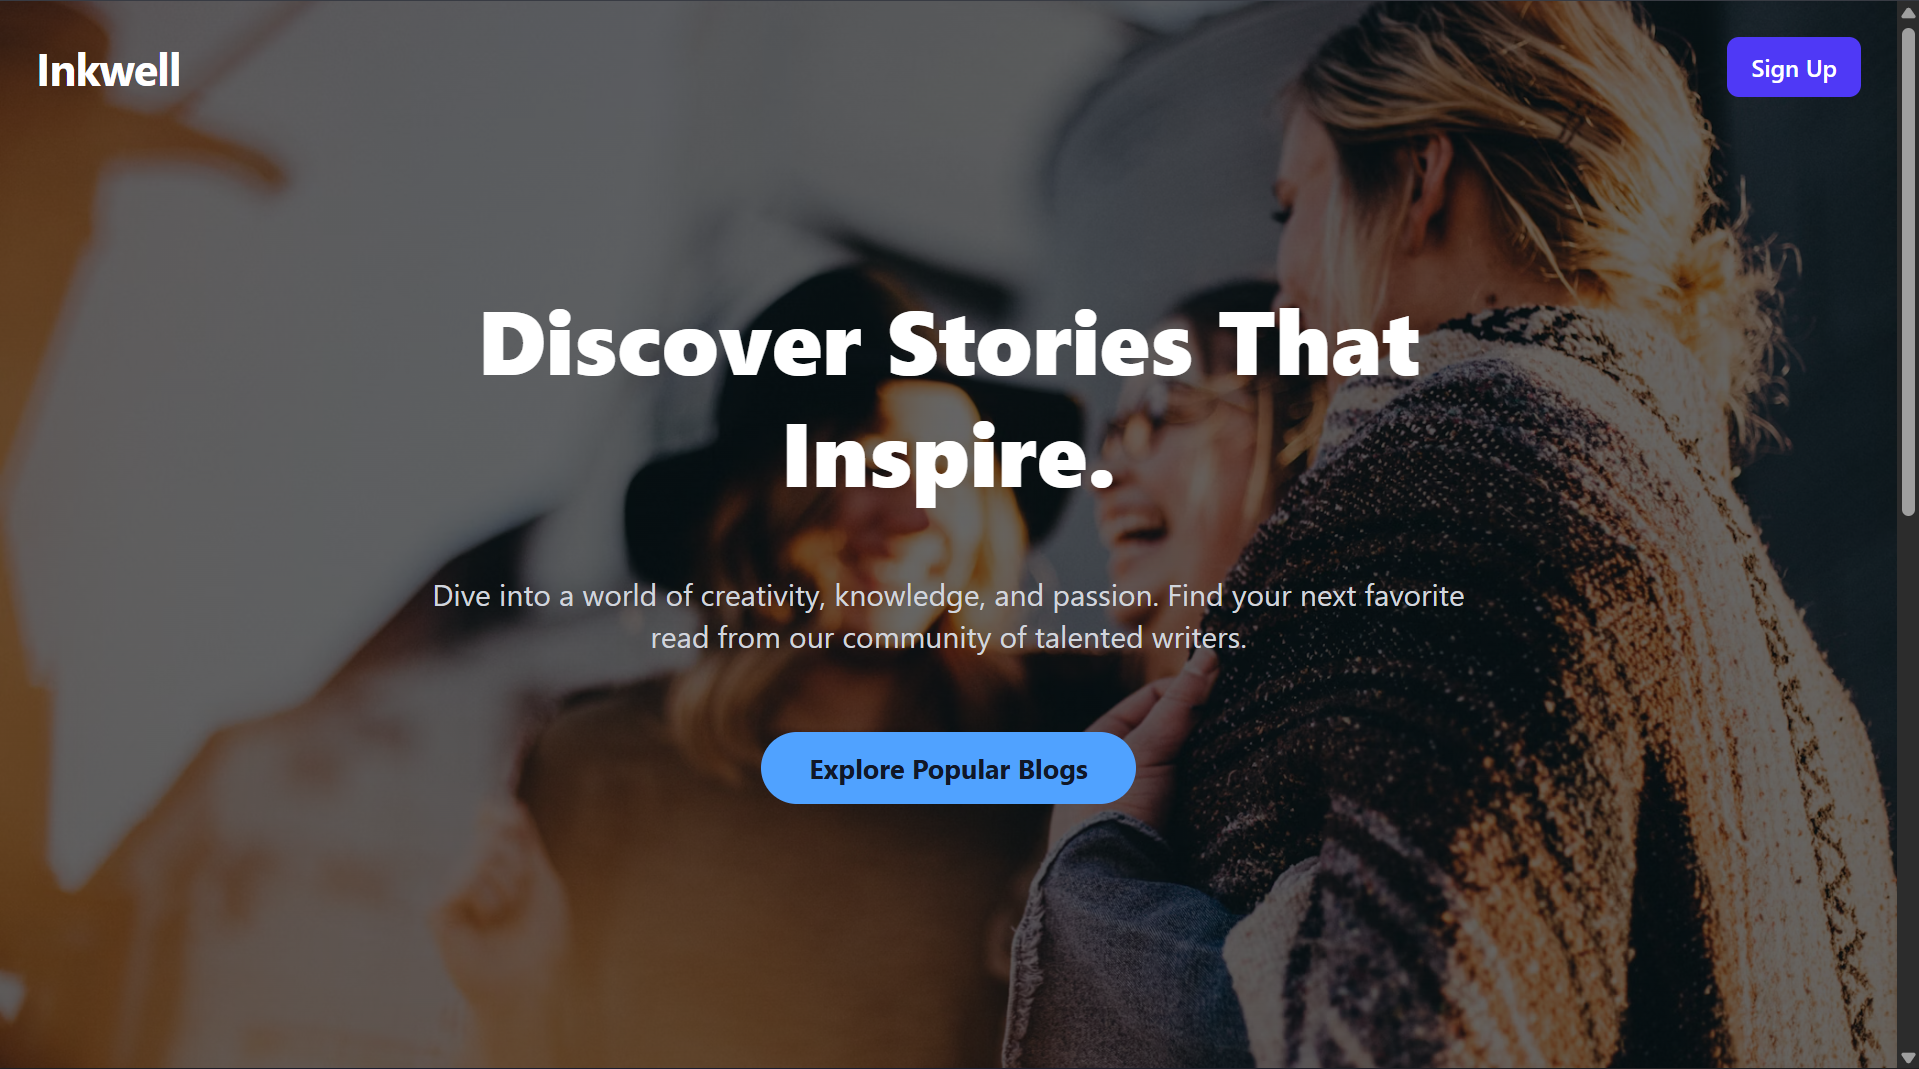 Inkwell
Sign Up
Discover Stories That
Inspire.
Dive into a world of creativity, knowledge, and passion. Find your next favorite
read from our community of talented writers.
Explore Popular Blogs